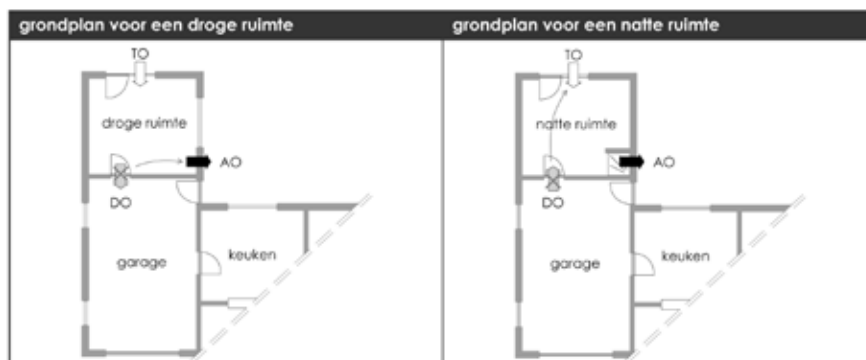 grondplan voor een droge ruimte
TO
droge ruimte
AO
DO
garage
keuken
grondplan voor een natte ruimte
TO
natte ruimte
AO
DO
garage
keuken